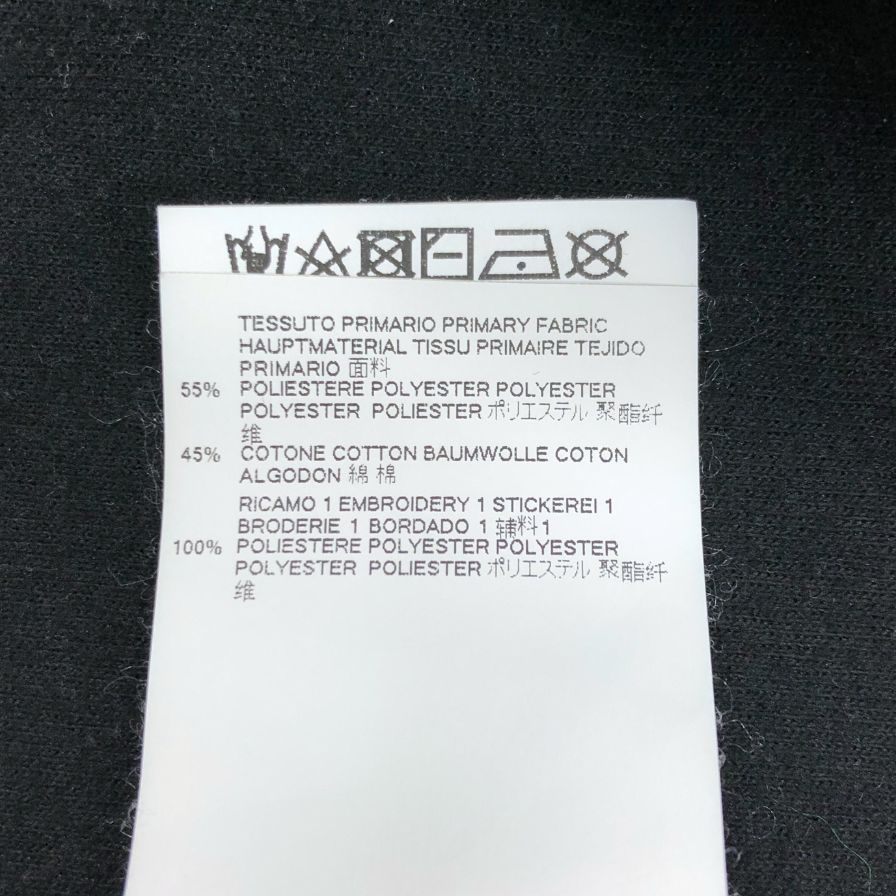 TESSUTO PRIMARIO PRIMARY FABRIC
HAUPTMATERIAL TISSU PRIMAIRE TEJIDO
PRIMARIO 面料
55% POLIESTERE POLYESTER POLYESTER
POLYESTER POLIESTER ポリエステル 聚酯纤
维
45% COTONE COTTON BAUMWOLLE COTON
ALGODON 綿 棉
RICAMO 1 EMBROIDERY 1 STICKEREI 1
BRODERIE 1 BORDADO 1 辅料1
100% POLIESTERE POLYESTER POLYESTER
POLYESTER POLIESTER ポリエステル 聚酯纤
维